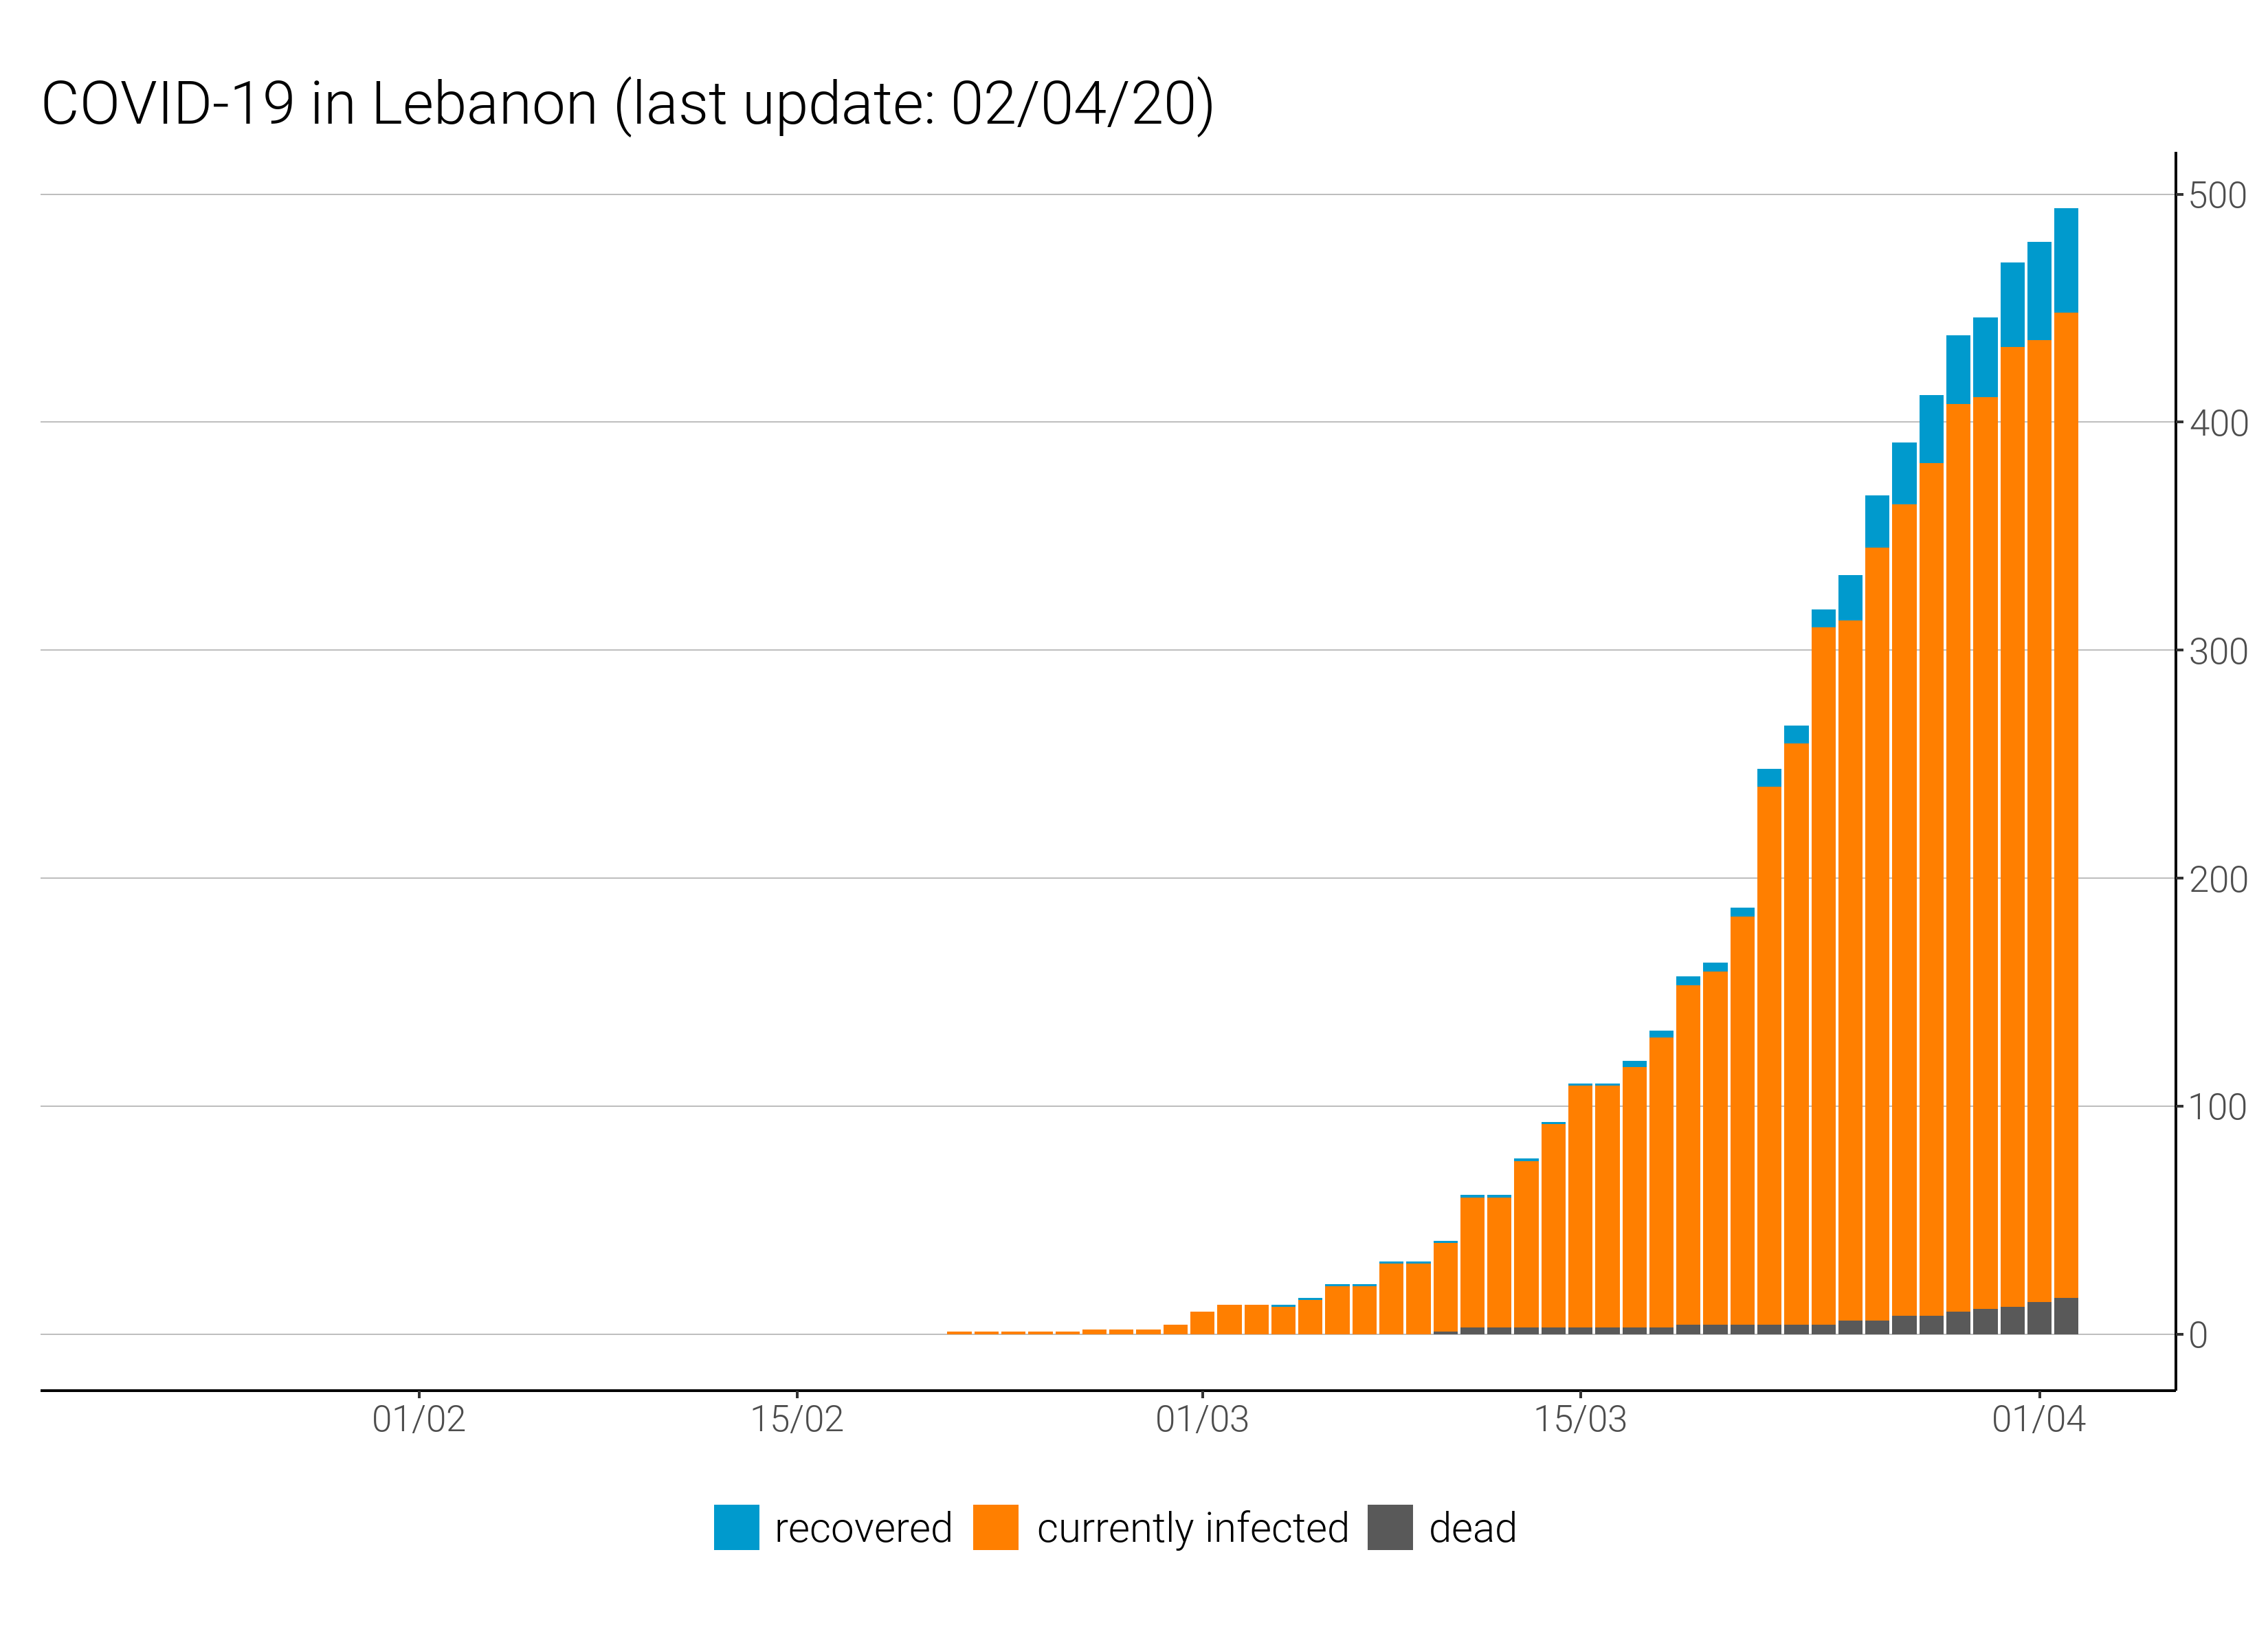 COVID-19 in Lebanon (last update: 02/04/20)
500
400
300
200
100
0
01/02 15/02 01/03 15/03 01/04
recovered currently infected dead